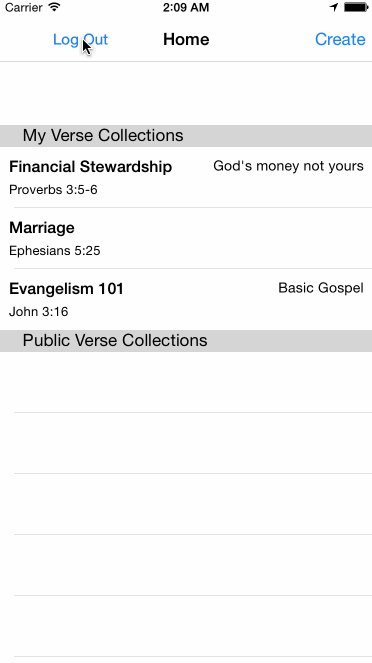 Carrier 2:09 AM
Log Out Home Create
My Verse Collections
Financial Stewardship God's money not yours
Proverbs 3:5-6
Marriage
Ephesians 5:25
Evangelism 101 Basic Gospel
John 3:16
Public Verse Collections